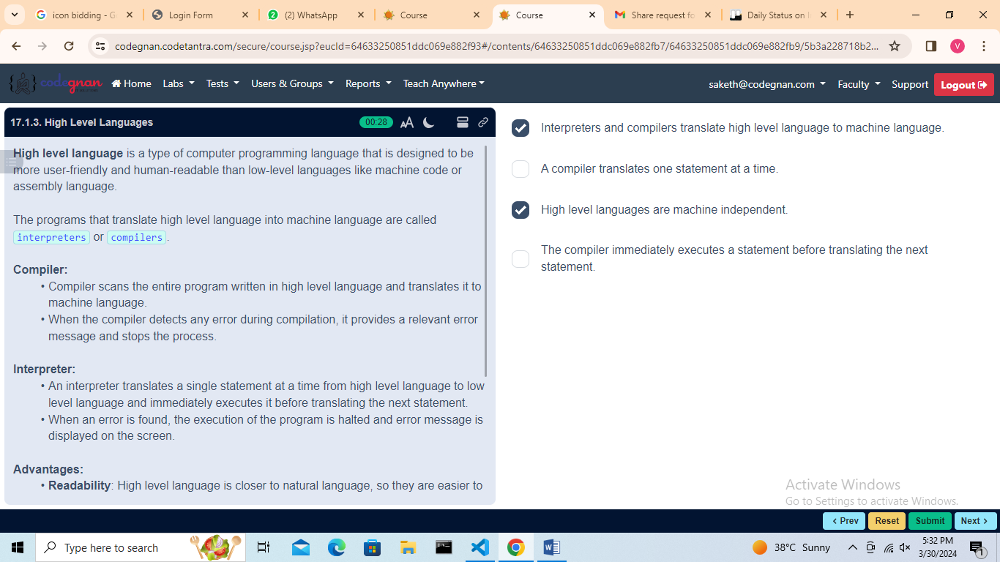 icon bidding - G
Login Form
(2) WhatsApp
Course
Course
Share request fo
Daily Status on
codegnan.codetantra.com/secure/course.jsp?eucId=64633250851ddc069e882f93#/contents/64633250851ddc069e882fb7/64633250851ddc069e882fb9/5b3a228718b2...
V
codegnan
Home
Labs
Tests
Users & Groups
Reports
Teach Anywhere
saketh@codegnan.com
Faculty
Support
Logout
17.1.3. High Level Languages
00:28
AA
High level language is a type of computer programming language that is designed to be
more user-friendly and human-readable than low-level languages like machine code or
assembly language.
The programs that translate high level language into machine language are called
interpreters or compilers.
Compiler:
• Compiler scans the entire program written in high level language and translates it to
machine language.
• When the compiler detects any error during compilation, it provides a relevant error
message and stops the process.
Interpreter:
• An interpreter translates a single statement at a time from high level language to low
level language and immediately executes it before translating the next statement.
• When an error is found, the execution of the program is halted and error message is
displayed on the screen.
Advantages:
• Readability: High level language is closer to natural language, so they are easier to
Interpreters and compilers translate high level language to machine language.
A compiler translates one statement at a time.
High level languages are machine independent.
The compiler immediately executes a statement before translating the next
statement.
Activate Windows
Go to Settings to activate Windows.
< Prev
Reset
Submit
Next >
Type here to search
38°C Sunny
5:32 PM
3/30/2024
1